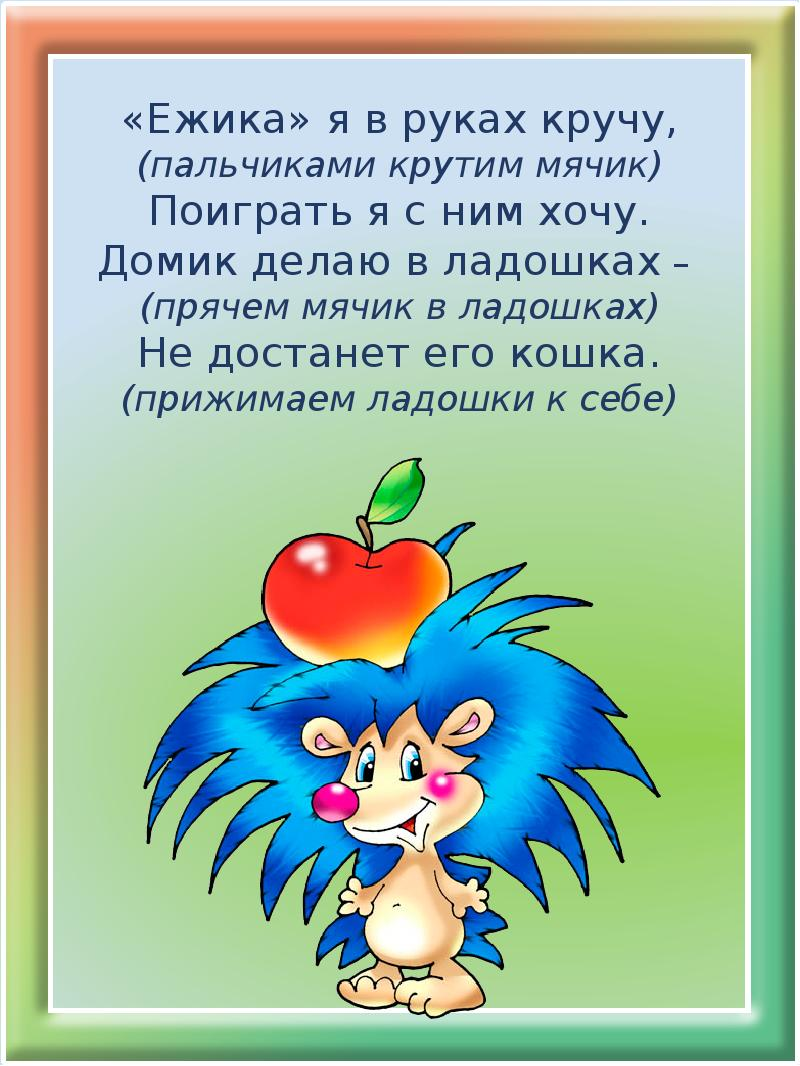 «Ежика» я в руках кручу,
(пальчиками крутим мячик)
Поиграть я с ним хочу.
Домик делаю в ладошках –
(прячем мячик в ладошках)
Не достанет его кошка.
(прижимаем ладошки к себе)